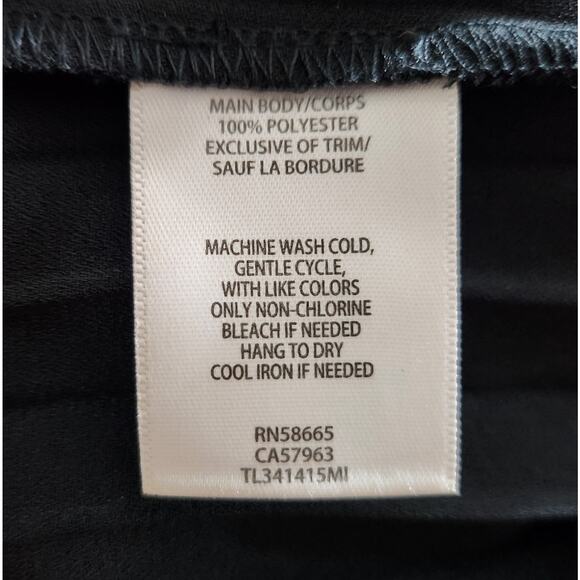 MAIN BODY/CORPS
100% POLYESTER
EXCLUSIVE OF TRIM/
SAUF LA BORDURE
MACHINE WASH COLD,
GENTLE CYCLE,
WITH LIKE COLORS
ONLY NON-CHLORINE
BLEACH IF NEEDED
HANG TO DRY
COOL IRON IF NEEDED
RN58665
CA57963
TL341415MI